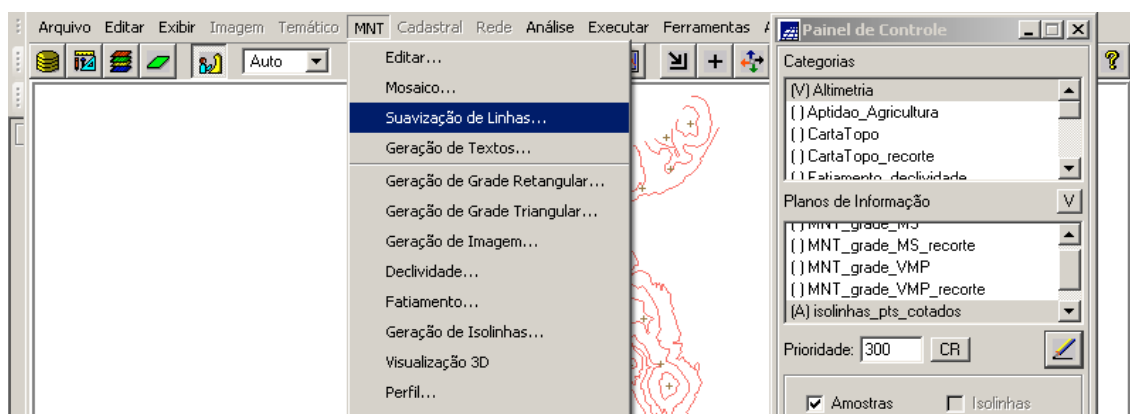 Arquivo Editar Exibir Imagem Temático MNT Cadastral Rede Análise Executar Ferramentas
Auto
Editar...
Mosaico...
Suavização de Linhas...
Geração de Textos...
Geração de Grade Retangular...
Geração de Grade Triangular...
Geração de Imagem...
Declividade...
Fatiamento...
Geração de Isolinhas...
Visualização 3D
Perfil...
Painel de Controle
Categorias
(V) Altimetria
( ) Aptidao_Agricultura
( ) CartaTopo
( ) CartaTopo_recorte
( ) Fatiamento_declividade
Planos de Informação V
( ) MNT_grade_MS
( ) MNT_grade_MS_recorte
( ) MNT_grade_VMP
( ) MNT_grade_VMP_recorte
(A) isolinhas_pts_cotados
Prioridade: 300 CR
Amostras Isolinhas